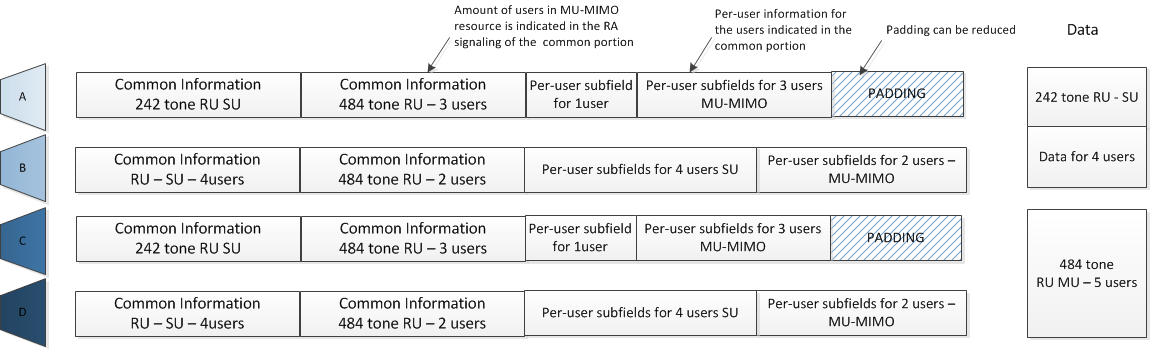 Amount of users in MU-MIMO
resource is indicated in the RA
signaling of the common portion
Per-user information for
the users indicated in the
common portion
Padding can be reduced
Data
A
Common Information
242 tone RU SU
Common Information
484 tone RU – 3 users
Per-user subfield
for 1user
Per-user subfields for 3 users
MU-MIMO
PADDING
242 tone RU - SU
Data for 4 users
B
Common Information
RU – SU – 4users
Common Information
484 tone RU – 2 users
Per-user subfields for 4 users SU
Per-user subfields for 2 users –
MU-MIMO
C
Common Information
242 tone RU SU
Common Information
484 tone RU – 3 users
Per-user subfield
for 1user
Per-user subfields for 3 users
MU-MIMO
PADDING
484 tone
RU MU – 5 users
D
Common Information
RU – SU – 4users
Common Information
484 tone RU – 2 users
Per-user subfields for 4 users SU
Per-user subfields for 2 users –
MU-MIMO